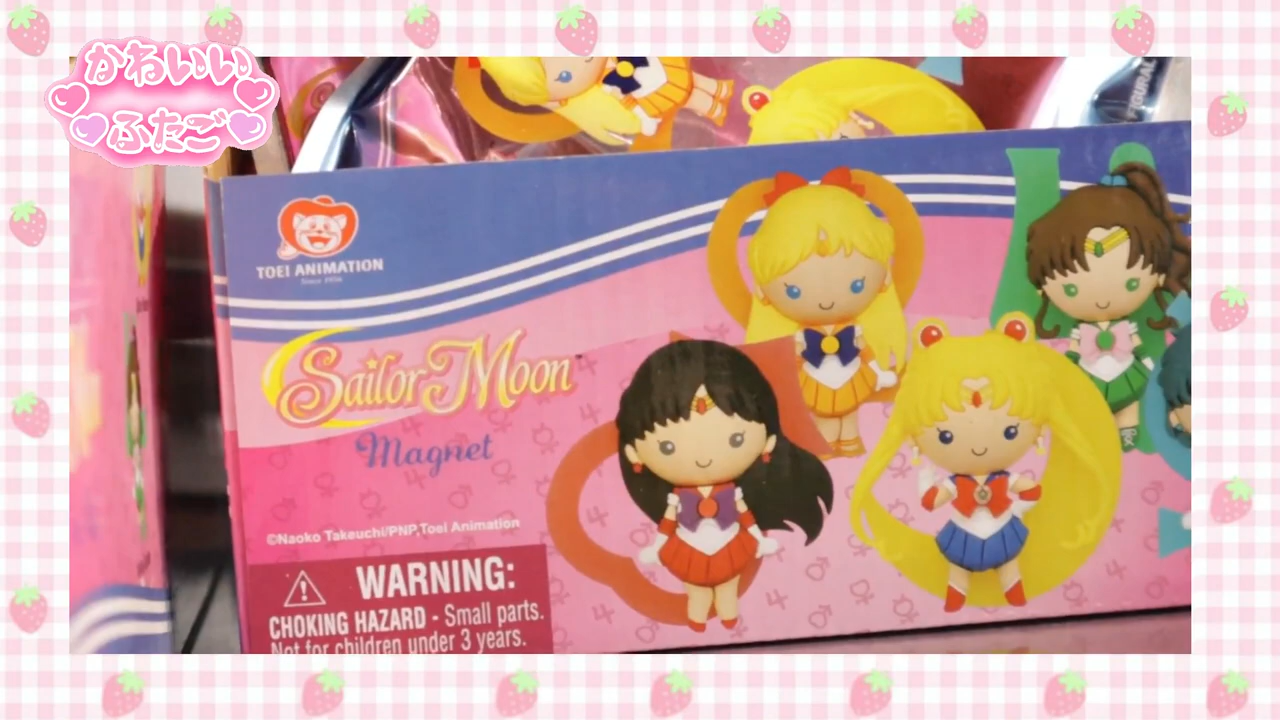 かわいい
ふたご
FIGURAL
TOEI ANIMATION
Since 1956
Sailor Moon
Magnet
©Naoko Takeuchi/PNP,Toei Animation
WARNING:
CHOKING HAZARD - Small parts.
Not for children under 3 years.